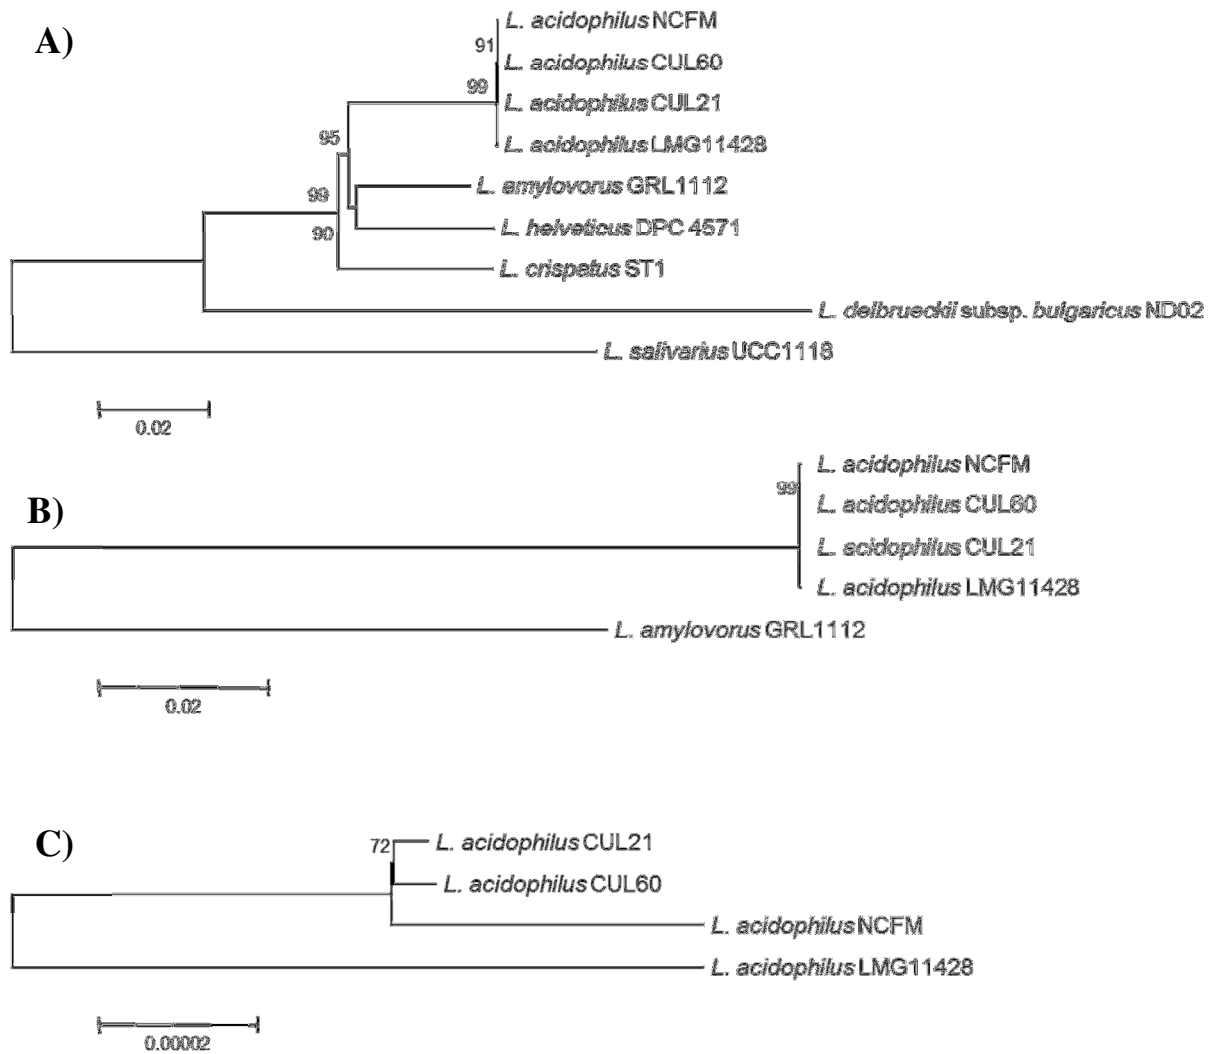 A)
L. acidophilus NCFM
91
L. acidophilus CUL60
99
L. acidophilus CUL21
L. acidophilus LMG11428
95
L. amylovorus GRL1112
99
L. helveticus DPC 4571
90
L. crispatus ST1
L. delbrueckii subsp. bulgaricus ND02
L. salivarius UCC1118
0.02
B)
L. acidophilus NCFM
99
L. acidophilus CUL60
L. acidophilus CUL21
L. acidophilus LMG11428
L. amylovorus GRL1112
0.02
C)
72
L. acidophilus CUL21
L. acidophilus CUL60
L. acidophilus NCFM
L. acidophilus LMG11428
0.00002